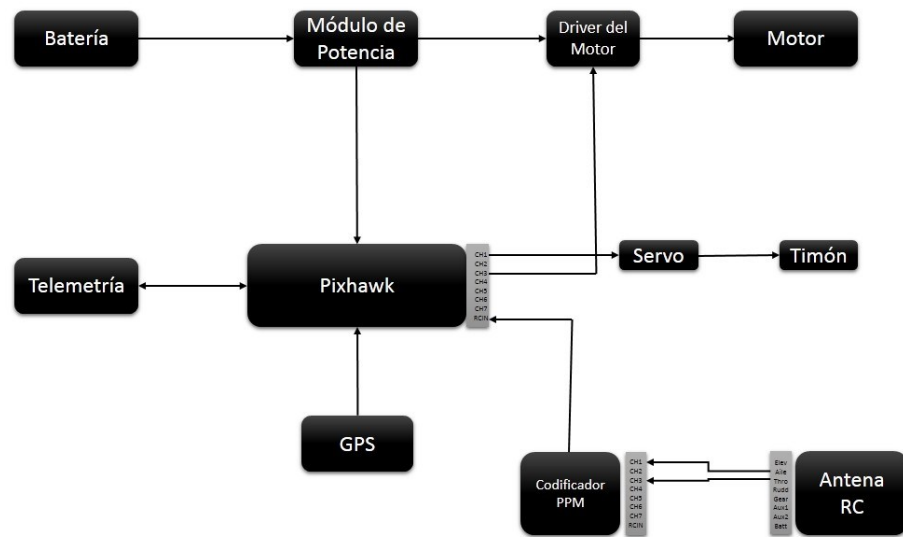 Batería
Módulo de
Potencia
Driver del
Motor
Motor
Telemetría
Pixhawk
CH1
CH2
CH3
CH4
CH5
CH6
CH7
RCIN
Servo
Timón
GPS
Codificador
PPM
CH1
CH2
CH3
CH4
CH5
CH6
CH7
RCIN
Elev
Aile
Thro
Rudd
Gear
Aux1
Aux2
Batt
Antena
RC